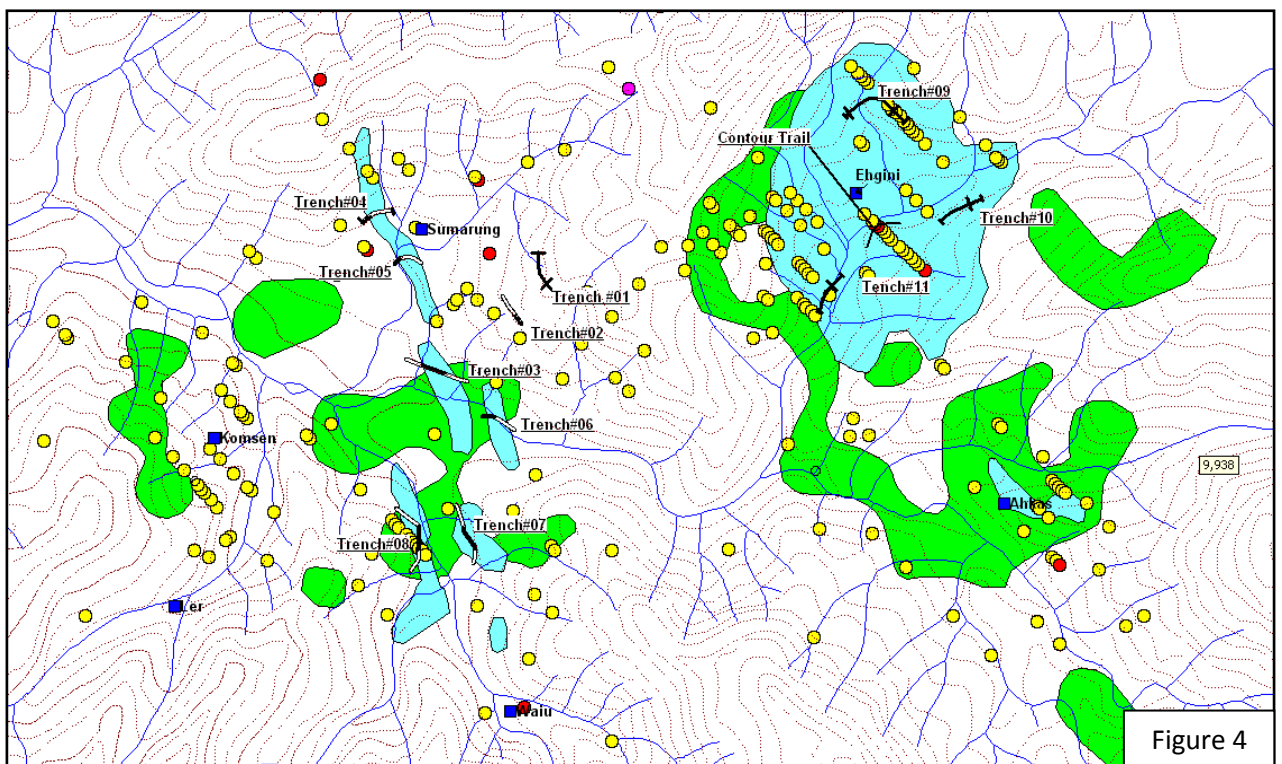 Trench#09
Contour Trail
Ehgini
Trench#04
Trench#10
Sumarung
Trench#05
Tench#11
Trench #01
Trench#02
Trench#03
Trench#06
Komsen
9,938
Trench#07
Trench#08
Ler
Waiu
Figure 4